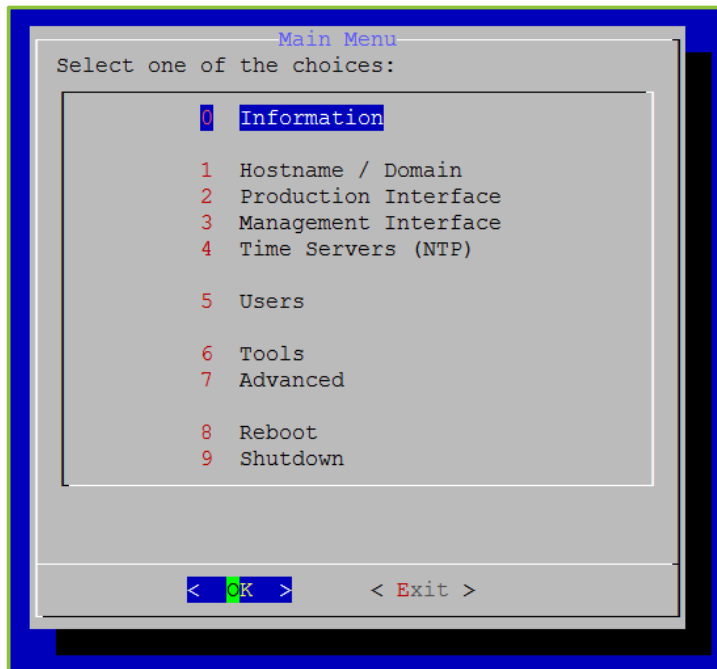 Main Menu
Select one of the choices:
0 Information
1 Hostname / Domain
2 Production Interface
3 Management Interface
4 Time Servers (NTP)
5 Users
6 Tools
7 Advanced
8 Reboot
9 Shutdown
< OK > < Exit >